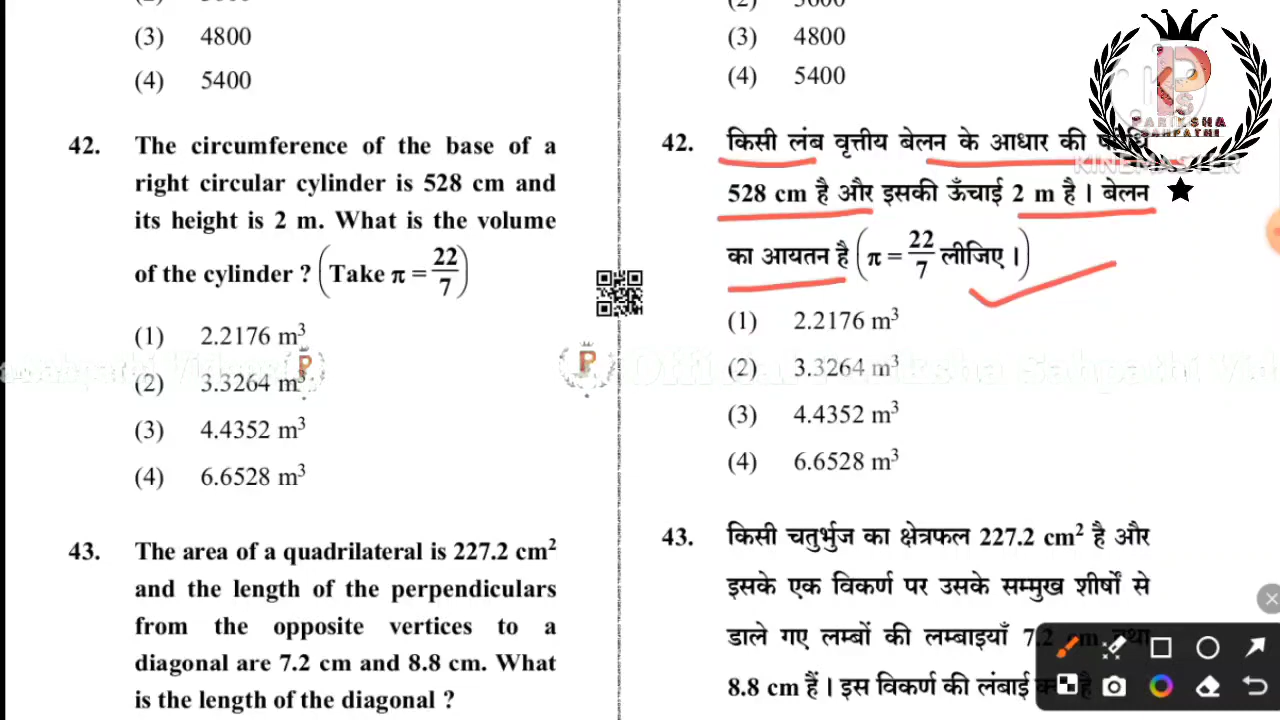 (3) 4800
(4) 5400
42. The circumference of the base of a
right circular cylinder is 528 cm and
its height is 2 m. What is the volume
of the cylinder ? (Take π = 22/7)
(1) 2.2176 m³
(2) 3.3264 m³
(3) 4.4352 m³
(4) 6.6528 m³
43. The area of a quadrilateral is 227.2 cm²
and the length of the perpendiculars
from the opposite vertices to a
diagonal are 7.2 cm and 8.8 cm. What
is the length of the diagonal ?
(3) 4800
(4) 5400
42. किसी लंब वृत्तीय बेलन के आधार की
528 cm है और इसकी ऊँचाई 2 m है । बेलन
का आयतन है (π = 22/7 लीजिए ।)
(1) 2.2176 m³
(2) 3.3264 m³
(3) 4.4352 m³
(4) 6.6528 m³
43. किसी चतुर्भुज का क्षेत्रफल 227.2 cm² है और
इसके एक विकर्ण पर उसके सम्मुख शीर्षों से
डाले गए लम्बों की लम्बाइयाँ 7.2 cm तथा
8.8 cm हैं । इस विकर्ण की लंबाई क्या है
PARIKSHA
SAHPATHI
KINEMASTER
Official Pariksha Sahpathi